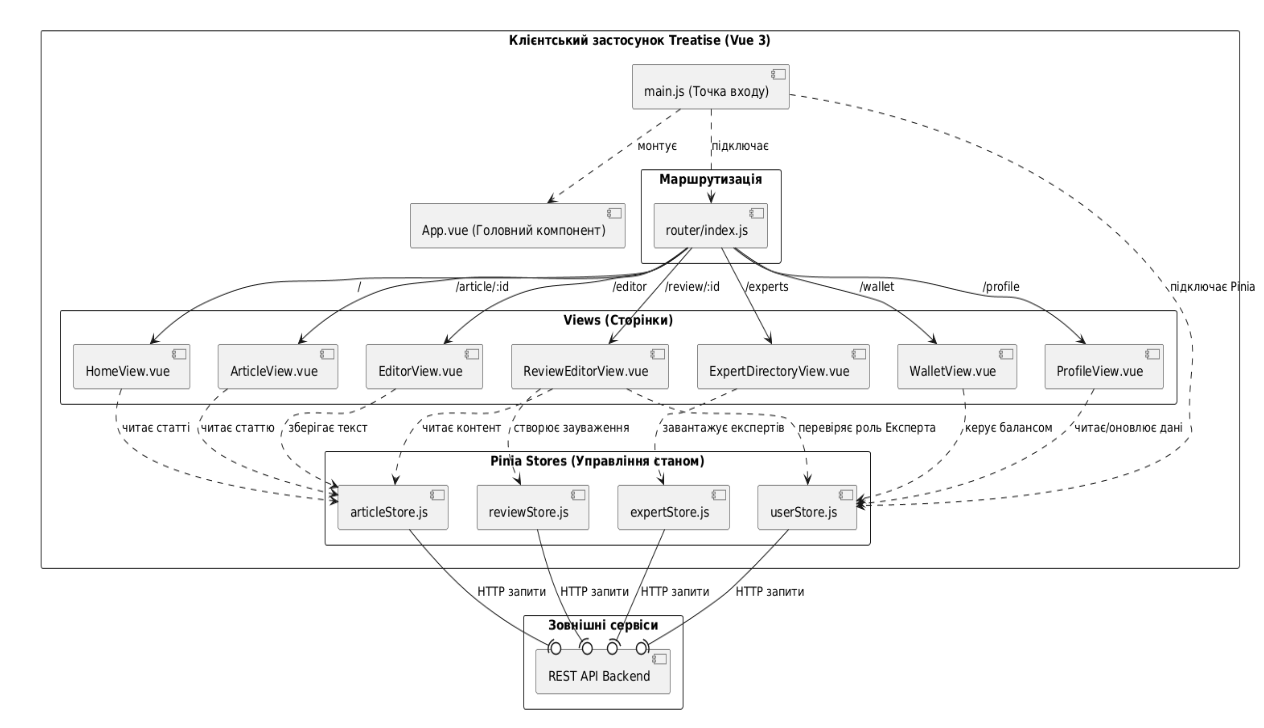 Клієнтський застосунок Treatise (Vue 3)
main.js (Точка входу)
монтує
підключає
Маршрутизація
App.vue (Головний компонент)
router/index.js
/
/article/:id
/editor
/review/:id
/experts
/wallet
/profile
підключає Pinia
Views (Сторінки)
HomeView.vue
ArticleView.vue
EditorView.vue
ReviewEditorView.vue
ExpertDirectoryView.vue
WalletView.vue
ProfileView.vue
читає статті
читає статтю
зберігає текст
читає контент
створює зауваження
завантажує експертів
перевіряє роль Експерта
керує балансом
читає/оновлює дані
Pinia Stores (Управління станом)
articleStore.js
reviewStore.js
expertStore.js
userStore.js
HTTP запити
HTTP запити
HTTP запити
HTTP запити
Зовнішні сервіси
REST API Backend